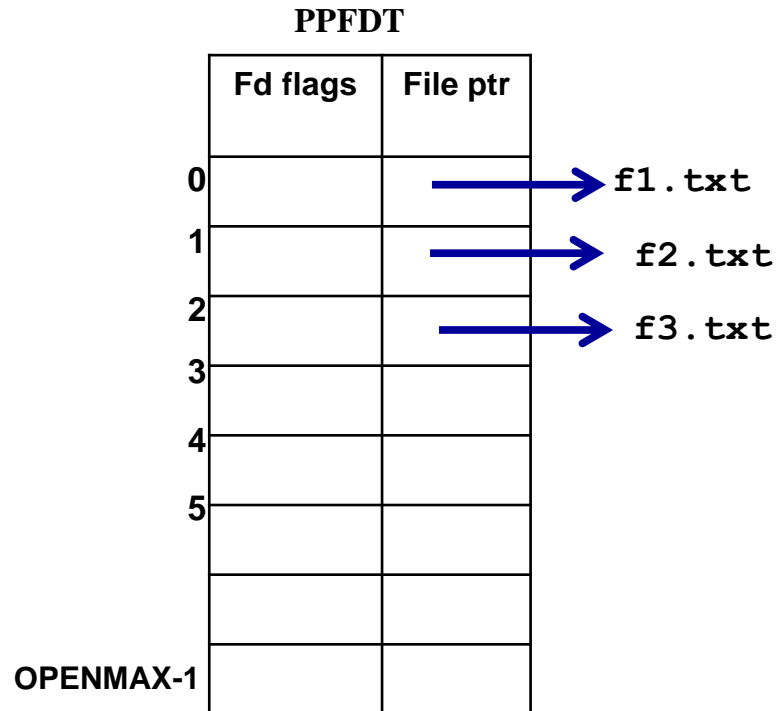 PPFDT
Fd flags File ptr
0 f1.txt
1 f2.txt
2 f3.txt
3
4
5
OPENMAX-1